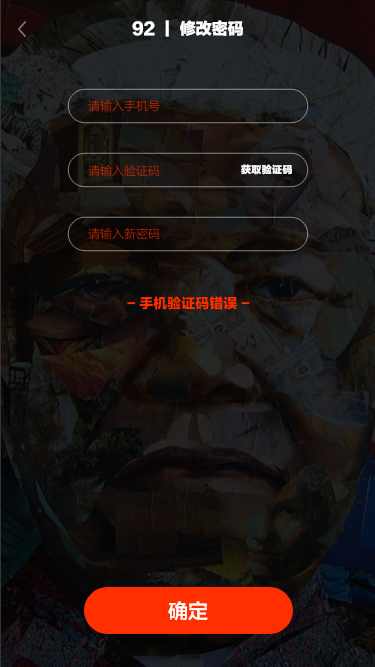 92 | 修改密码
请输入手机号
请输入验证码 获取验证码
请输入新密码
– 手机验证码错误 –
确定